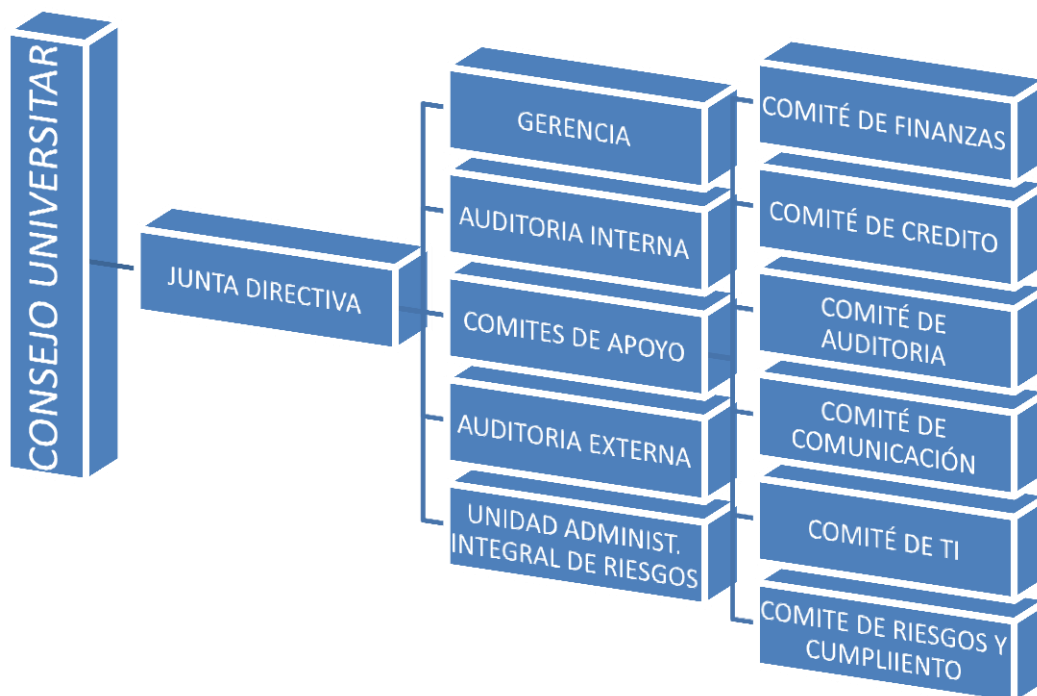 CONSEJO UNIVERSITAR
JUNTA DIRECTIVA
GERENCIA
AUDITORIA INTERNA
COMITES DE APOYO
AUDITORIA EXTERNA
UNIDAD ADMINIST.
INTEGRAL DE RIESGOS
COMITÉ DE FINANZAS
COMITÉ DE CREDITO
COMITÉ DE
AUDITORIA
COMITÉ DE
COMUNICACIÓN
COMITÉ DE TI
COMITE DE RIESGOS Y
CUMPLIIENTO